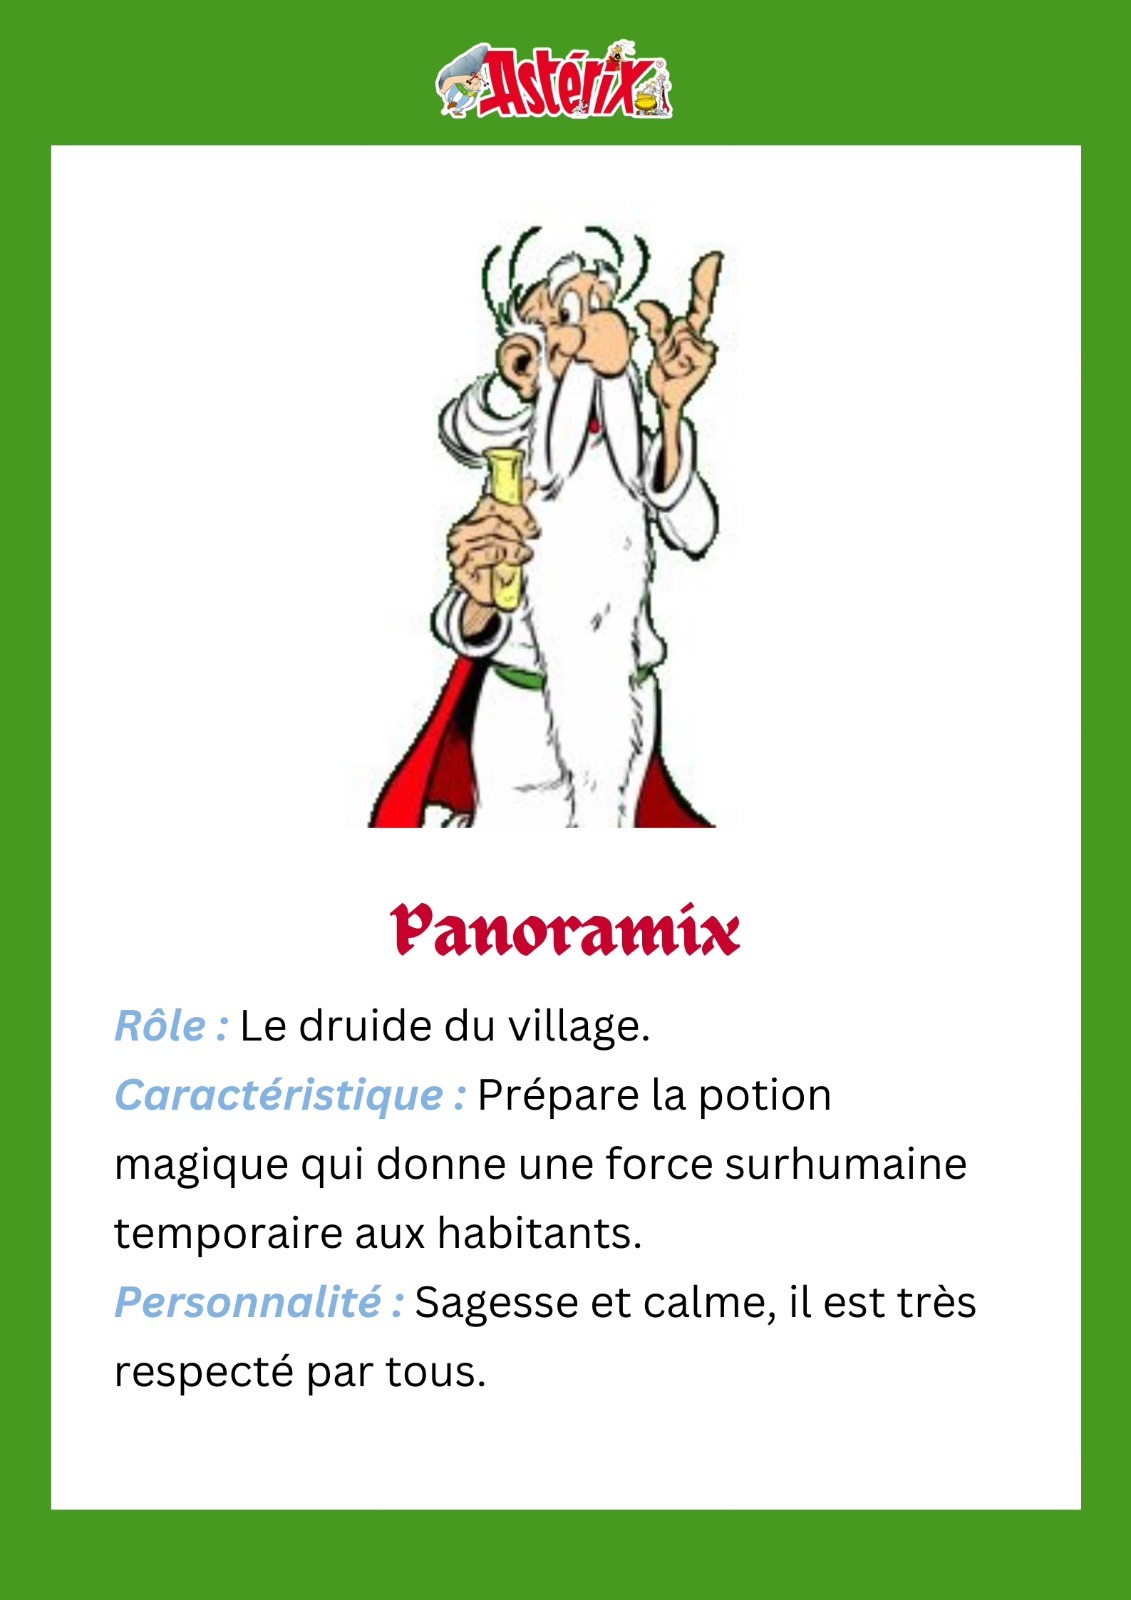 Astérix
Panoramix
Rôle : Le druide du village.
Caractéristique : Prépare la potion
magique qui donne une force surhumaine
temporaire aux habitants.
Personnalité : Sagesse et calme, il est très
respecté par tous.